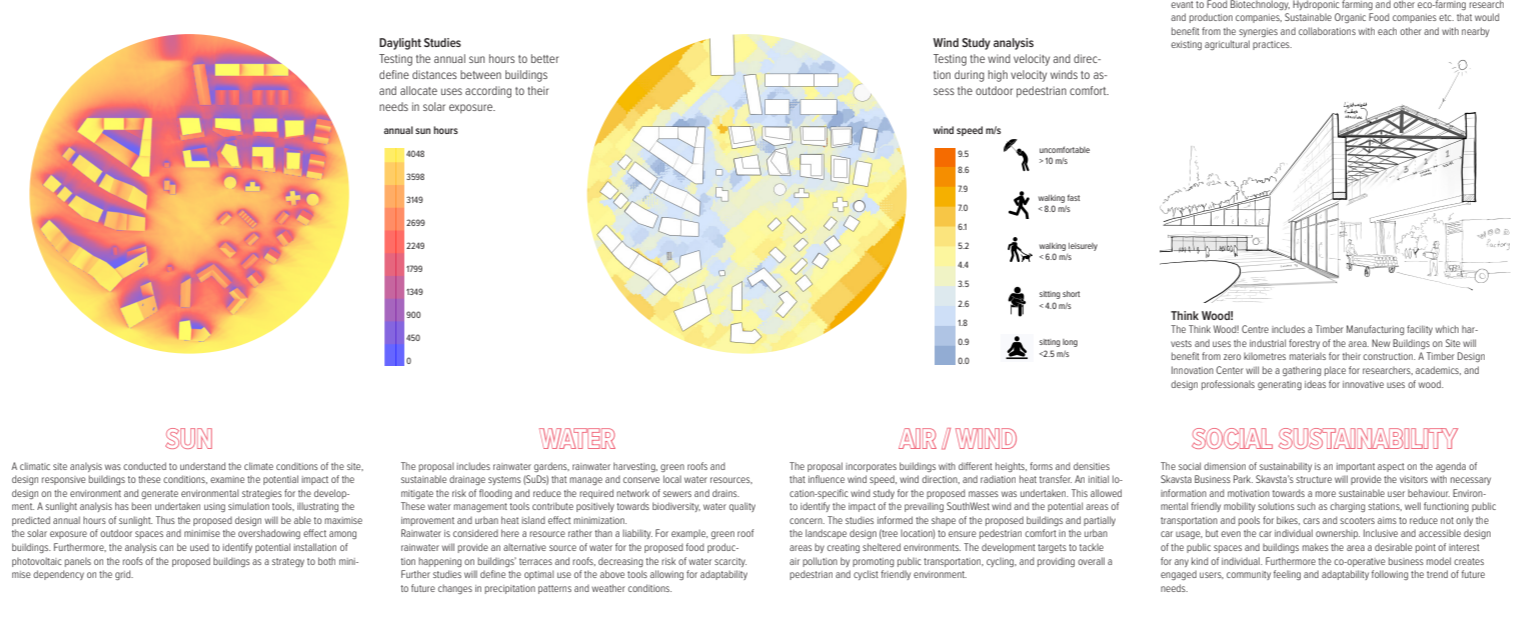 evant to Food Biotechnology, Hydroponic farming and other eco-farming research
and production companies, Sustainable Organic Food companies etc. that would
benefit from the synergies and collaborations with each other and with nearby
existing agricultural practices.
Daylight Studies
Testing the annual sun hours to better
define distances between buildings
and allocate uses according to their
needs in solar exposure.
annual sun hours
4048
3598
3149
2699
2249
1799
1349
900
450
0
Wind Study analysis
Testing the wind velocity and direc-
tion during high velocity winds to as-
sess the outdoor pedestrian comfort.
wind speed m/s
9.5
8.6
7.9
7.0
6.1
5.2
4.4
3.5
2.6
1.8
0.9
0.0
uncomfortable
> 10 m/s
walking fast
< 8.0 m/s
walking leisurely
< 6.0 m/s
sitting short
< 4.0 m/s
sitting long
<2.5 m/s
Lightweight
timber
Factory
Think Wood!
The Think Wood! Centre includes a Timber Manufacturing facility which har-
vests and uses the industrial forestry of the area. New Buildings on Site will
benefit from zero kilometres materials for their construction. A Timber Design
Innovation Center will be a gathering place for researchers, academics, and
design professionals generating ideas for innovative uses of wood.
SUN
A climatic site analysis was conducted to understand the climate conditions of the site,
design responsive buildings to these conditions, examine the potential impact of the
design on the environment and generate environmental strategies for the develop-
ment. A sunlight analysis has been undertaken using simulation tools, illustrating the
predicted annual hours of sunlight. Thus the proposed design will be able to maximise
the solar exposure of outdoor spaces and minimise the overshadowing effect among
buildings. Furthermore, the analysis can be used to identify potential installation of
photovoltaic panels on the roofs of the proposed buildings as a strategy to both mini-
mise dependency on the grid.
WATER
The proposal includes rainwater gardens, rainwater harvesting, green roofs and
sustainable drainage systems (SuDs) that manage and conserve local water resources,
mitigate the risk of flooding and reduce the required network of sewers and drains.
These water management tools contribute positively towards biodiversity, water quality
improvement and urban heat island effect minimization.
Rainwater is considered here a resource rather than a liability. For example, green roof
rainwater will provide an alternative source of water for the proposed food produc-
tion happening on buildings' terraces and roofs, decreasing the risk of water scarcity.
Further studies will define the optimal use of the above tools allowing for adaptability
to future changes in precipitation patterns and weather conditions.
AIR / WIND
The proposal incorporates buildings with different heights, forms and densities
that influence wind speed, wind direction, and radiation heat transfer. An initial lo-
cation-specific wind study for the proposed masses was undertaken. This allowed
to identify the impact of the prevailing SouthWest wind and the potential areas of
concern. The studies informed the shape of the proposed buildings and partially
the landscape design (tree location) to ensure pedestrian comfort in the urban
areas by creating sheltered environments. The development targets to tackle
air pollution by promoting public transportation, cycling, and providing overall a
pedestrian and cyclist friendly environment.
SOCIAL SUSTAINABILITY
The social dimension of sustainability is an important aspect on the agenda of
Skavsta Business Park. Skavsta's structure will provide the visitors with necessary
information and motivation towards a more sustainable user behaviour. Environ-
mental friendly mobility solutions such as charging stations, well functioning public
transportation and pools for bikes, cars and scooters aims to reduce not only the
car usage, but even the car individual ownership. Inclusive and accessible design
of the public spaces and buildings makes the area a desirable point of interest
for any kind of individual. Furthermore the co-operative business model creates
engaged users, community feeling and adaptability following the trend of future
needs.